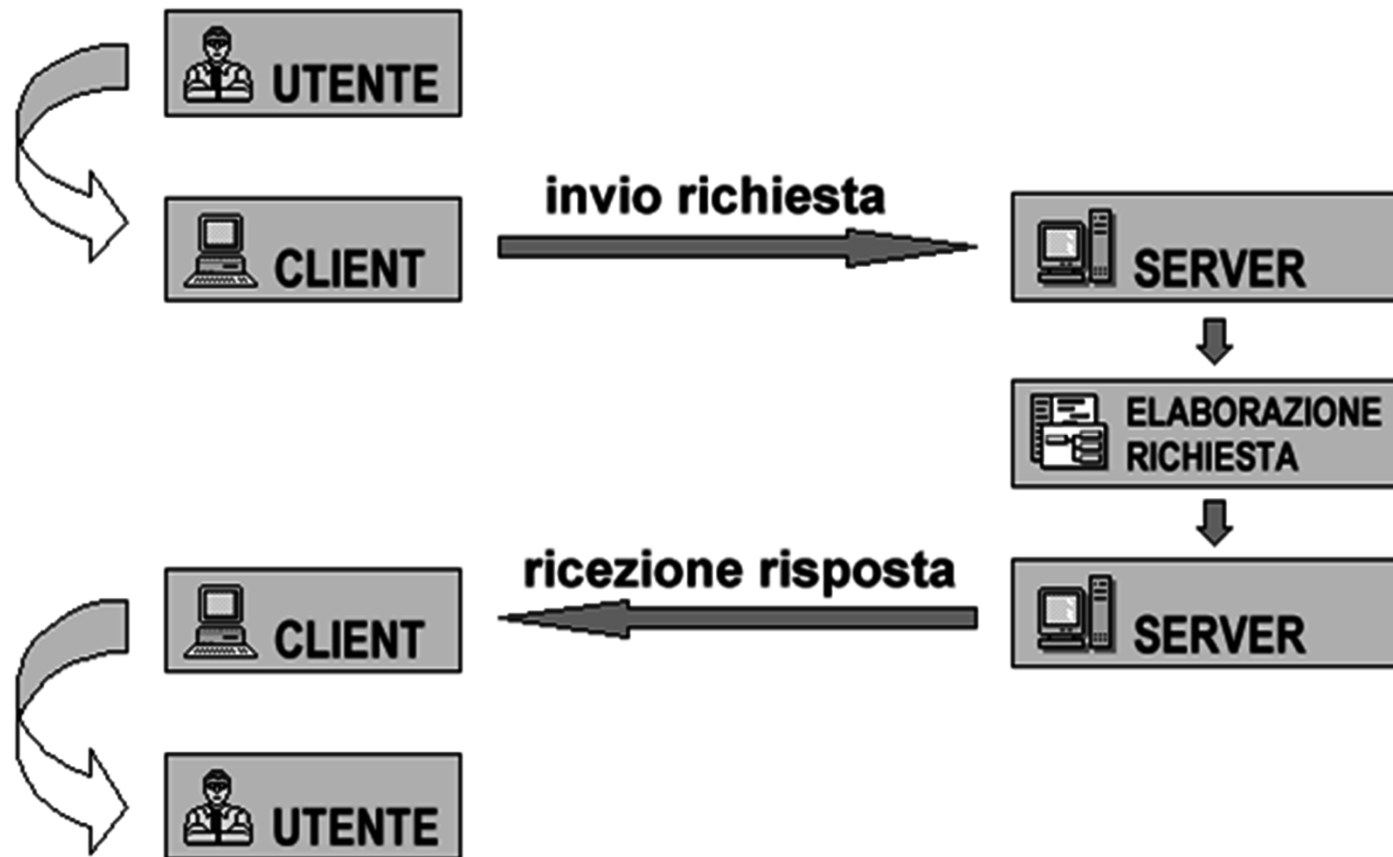 UTENTE
invio richiesta
CLIENT
SERVER
ELABORAZIONE
RICHIESTA
ricezione risposta
CLIENT
SERVER
UTENTE